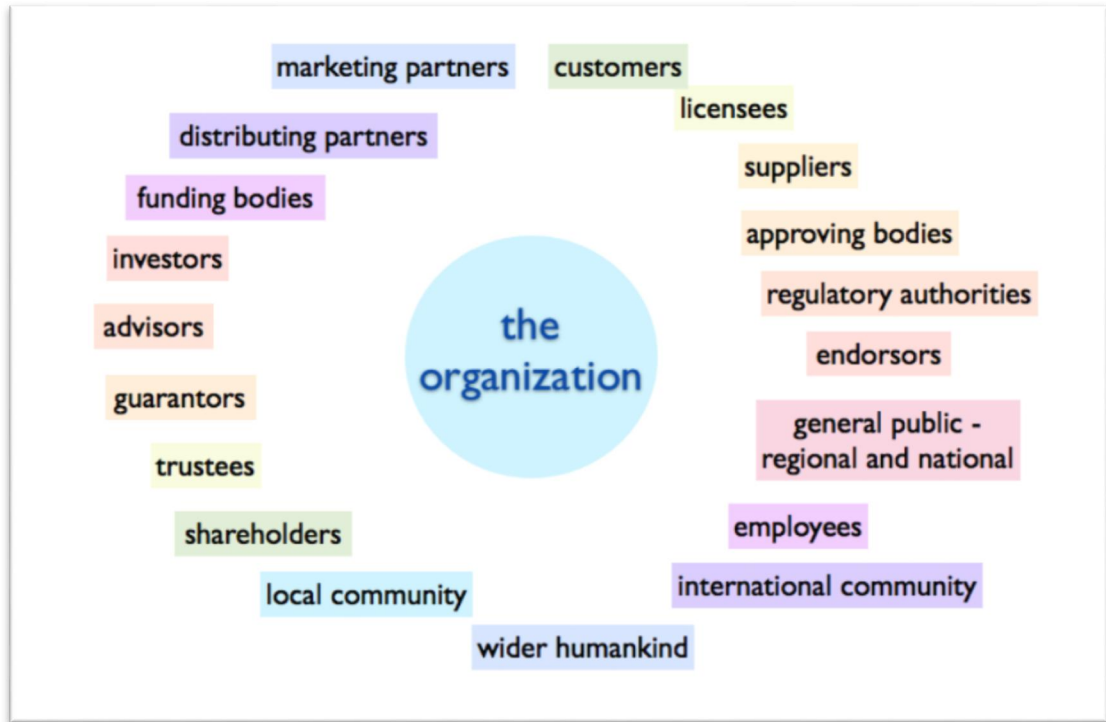 marketing partners
customers
licensees
distributing partners
suppliers
funding bodies
approving bodies
investors
regulatory authorities
advisors
the
organization
endorsors
guarantors
general public -
regional and national
trustees
shareholders
employees
local community
international community
wider humankind